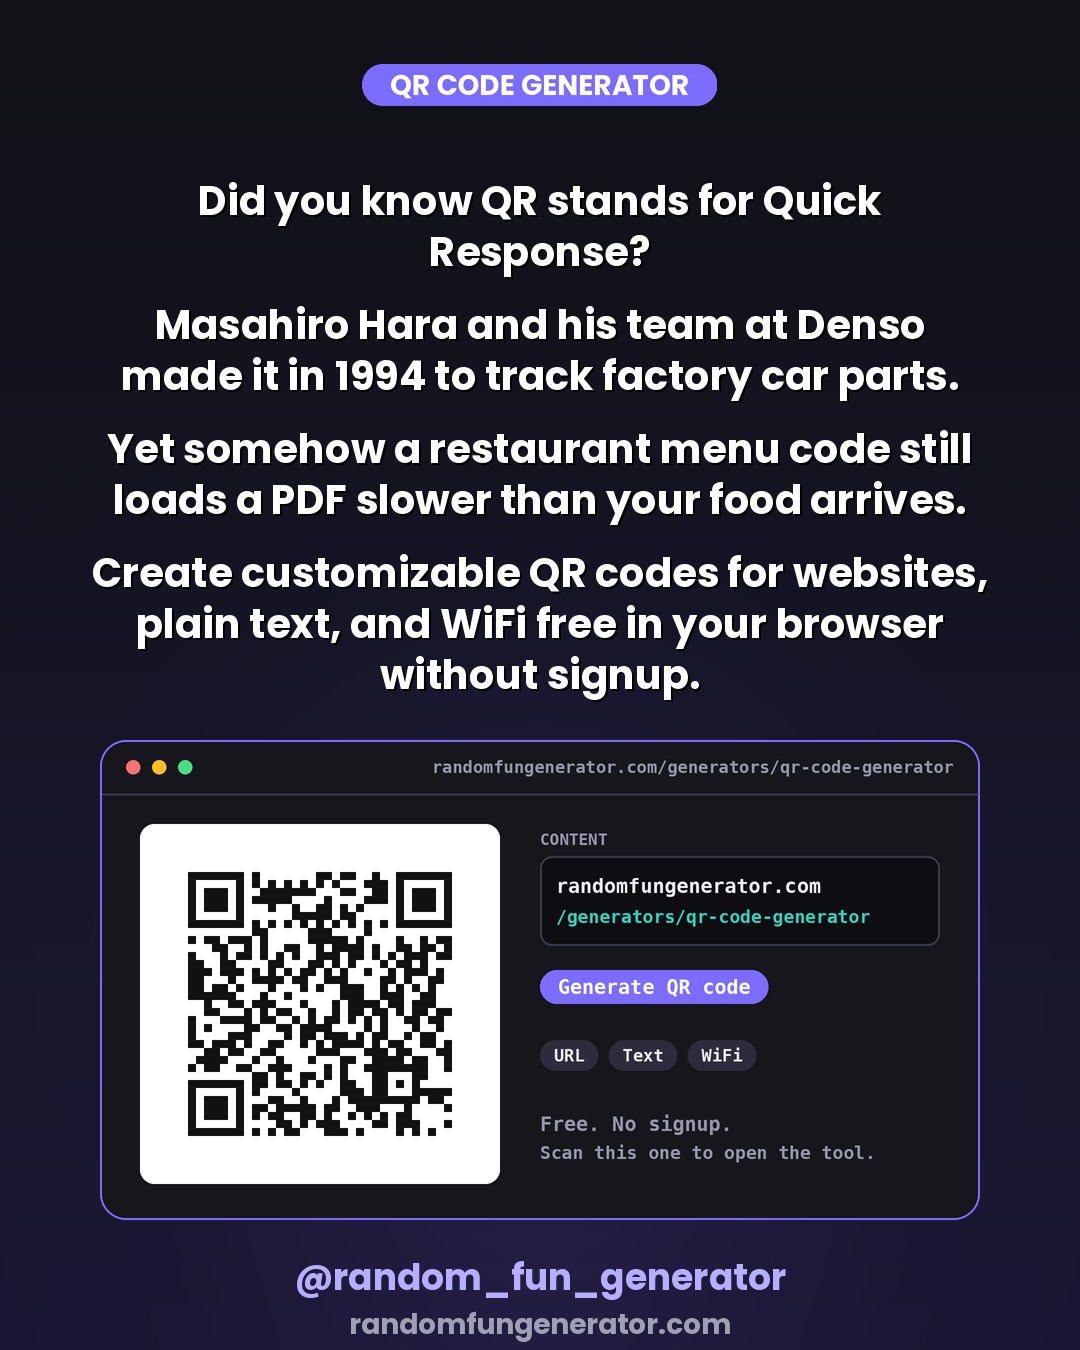 QR CODE GENERATOR
Did you know QR stands for Quick
Response?
Masahiro Hara and his team at Denso
made it in 1994 to track factory car parts.
Yet somehow a restaurant menu code still
loads a PDF slower than your food arrives.
Create customizable QR codes for websites,
plain text, and WiFi free in your browser
without signup.
randomfungenerator.com/generators/qr-code-generator
CONTENT
randomfungenerator.com
/generators/qr-code-generator
Generate QR code
URL Text WiFi
Free. No signup.
Scan this one to open the tool.
@random_fun_generator
randomfungenerator.com